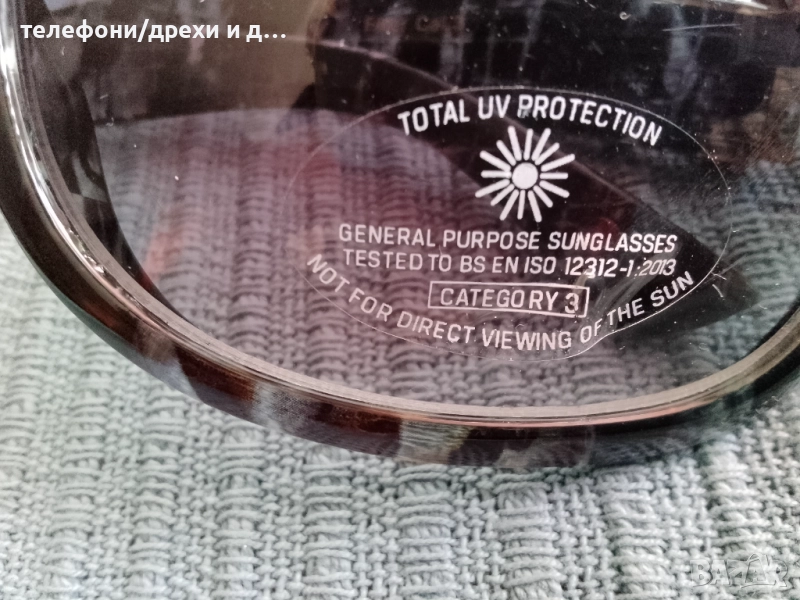 телефони/дрехи и д...
TOTAL UV PROTECTION
GENERAL PURPOSE SUNGLASSES
TESTED TO BS EN ISO 12312-1:2013
CATEGORY 3
NOT FOR DIRECT VIEWING OF THE SUN
BAZAR